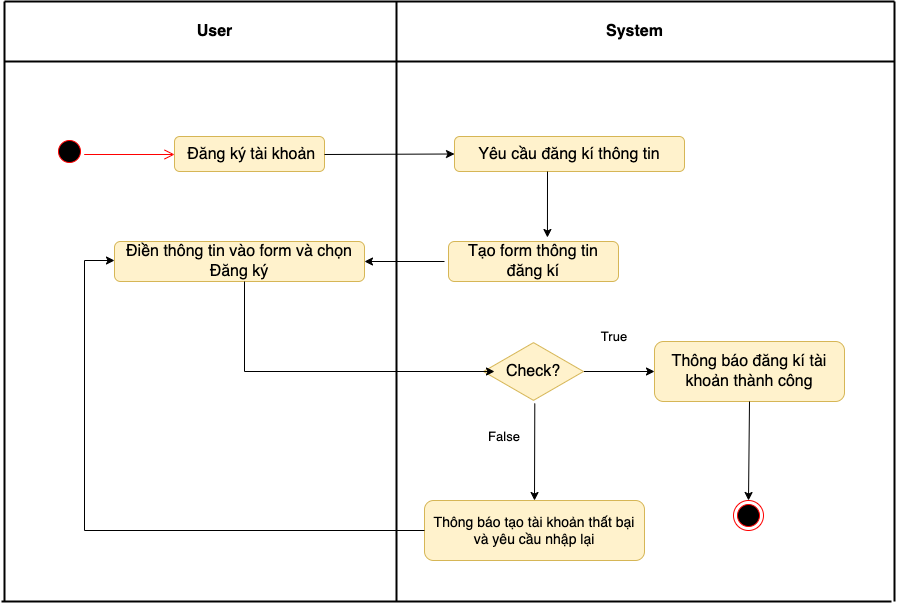 User
System
Đăng ký tài khoản
Yêu cầu đăng kí thông tin
Điền thông tin vào form và chọn
Đăng ký
Tạo form thông tin
đăng kí
True
Check?
Thông báo đăng kí tài
khoản thành công
False
Thông báo tạo tài khoản thất bại
và yêu cầu nhập lại